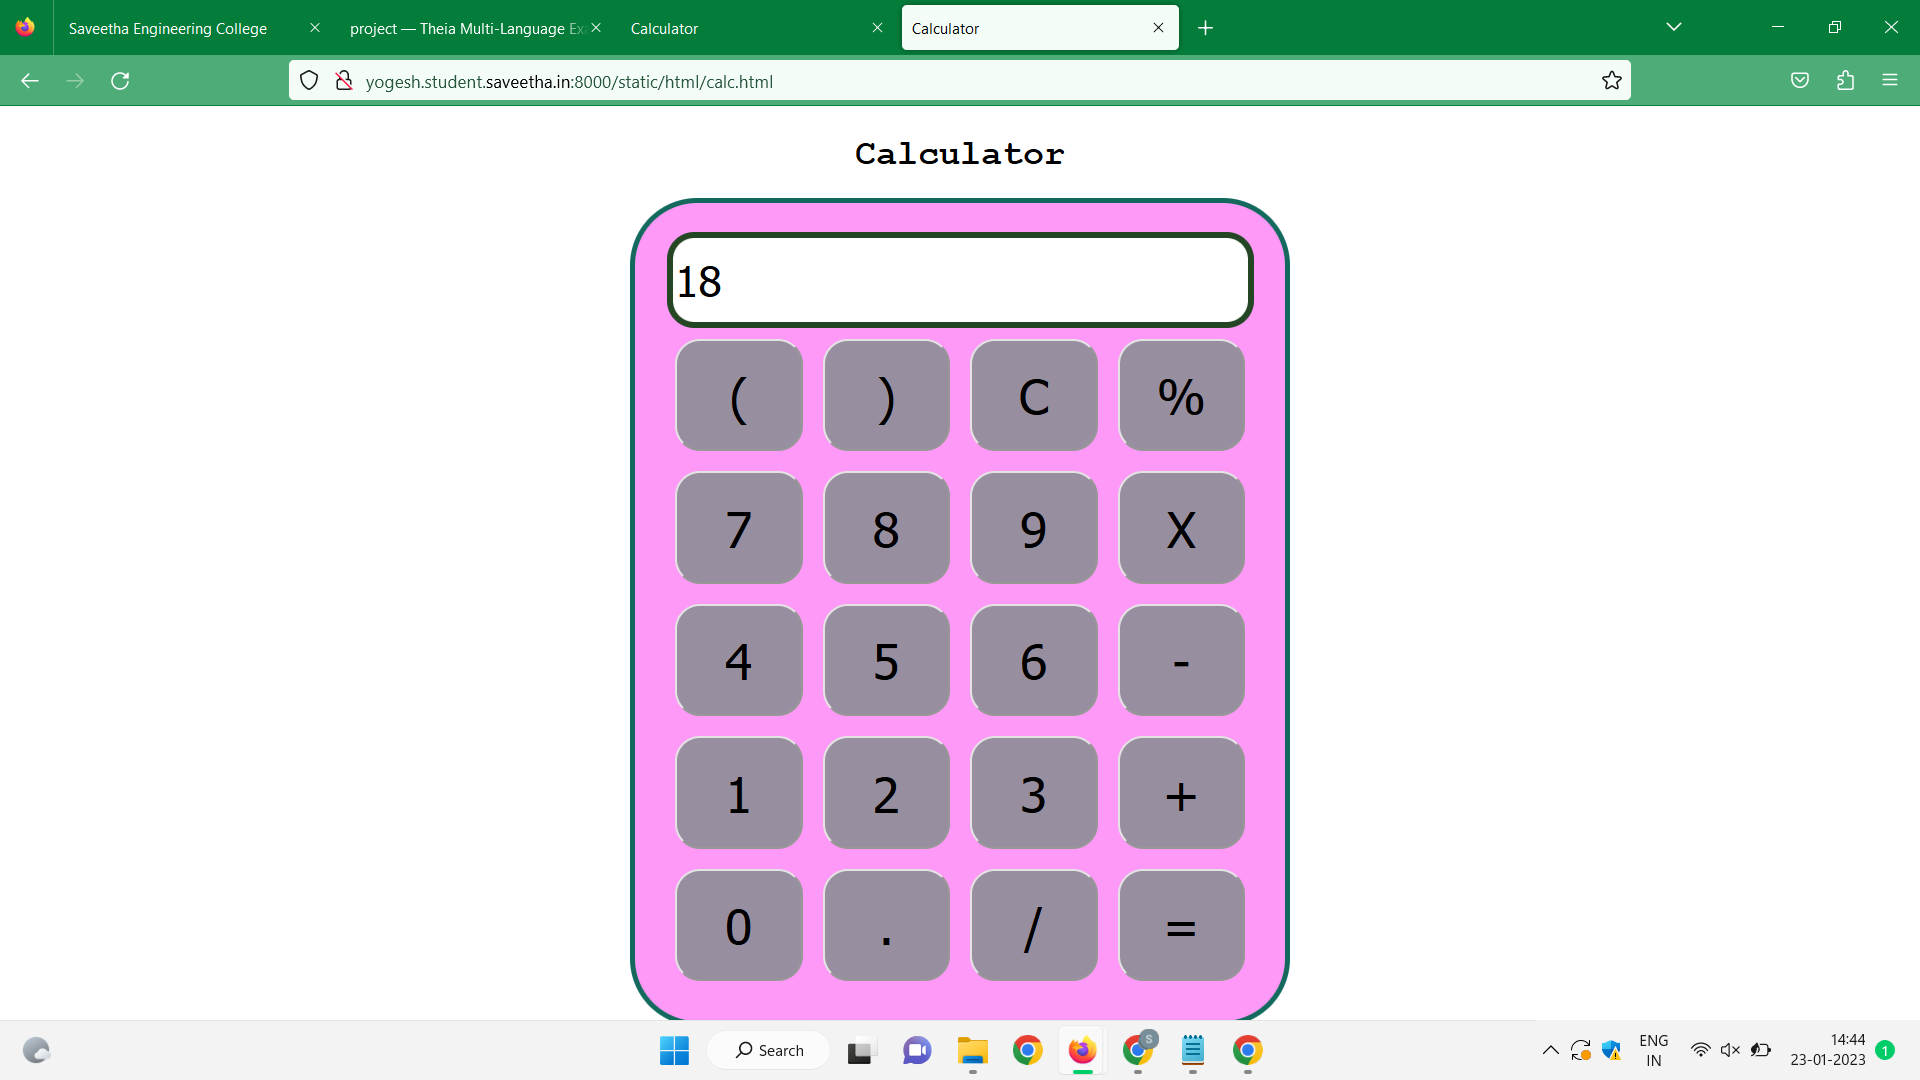 Saveetha Engineering College
project — Theia Multi-Language Ex
Calculator
Calculator
yogesh.student.saveetha.in:8000/static/html/calc.html
Calculator
18
( ) C %
7 8 9 X
4 5 6 -
1 2 3 +
0 . / =
Search
S
ENG
IN
14:44
23-01-2023
1